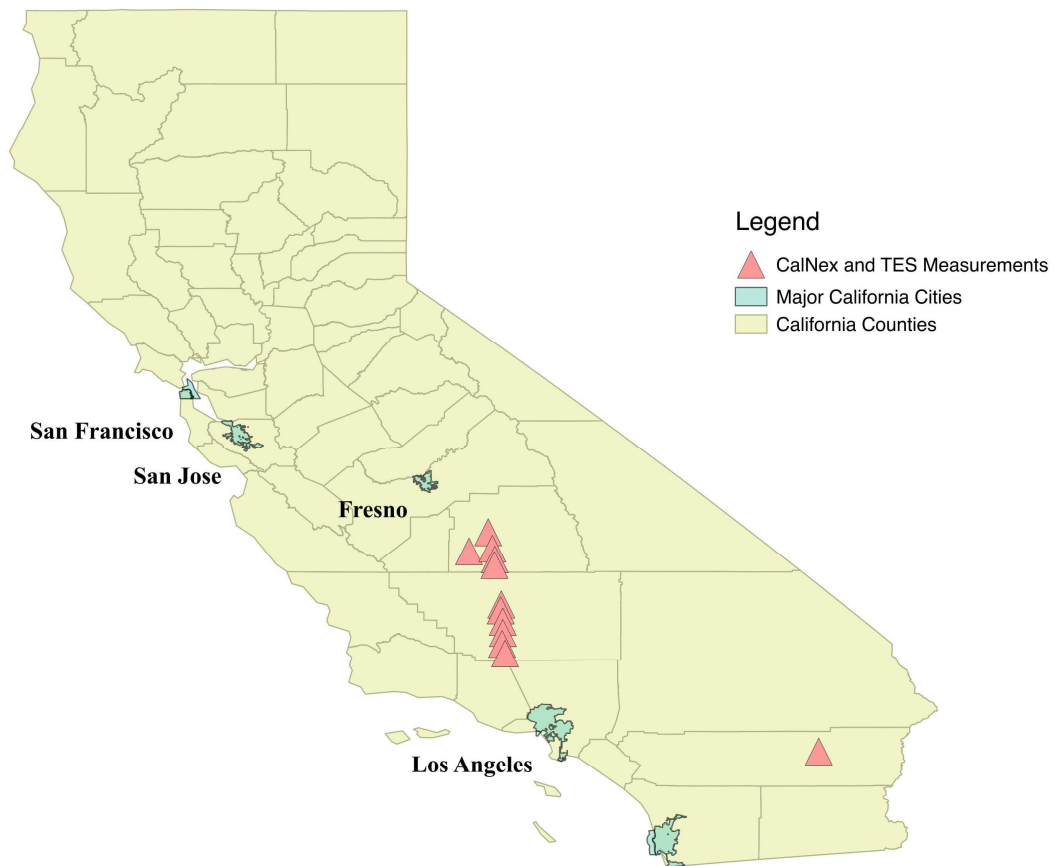 Legend
CalNex and TES Measurements
Major California Cities
California Counties
San Francisco
San Jose
Fresno
Los Angeles